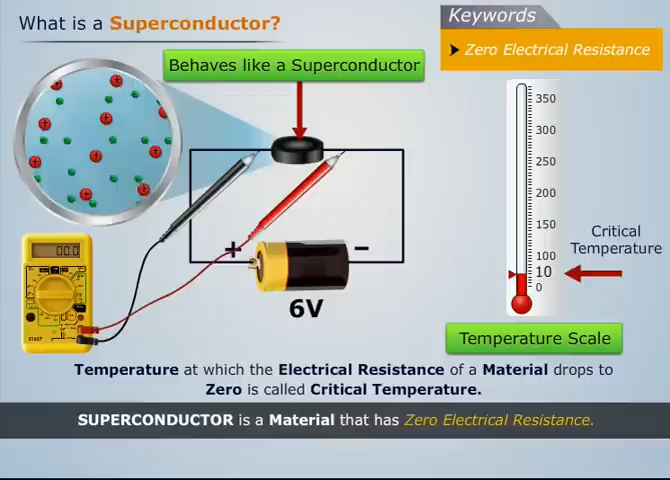 What is a Superconductor?
Keywords
➤ Zero Electrical Resistance
Behaves like a Superconductor
350
300
250
200
150
100
10
0
Critical
Temperature
00.0
+
–
6V
Temperature Scale
Temperature at which the Electrical Resistance of a Material drops to
Zero is called Critical Temperature.
SUPERCONDUCTOR is a Material that has Zero Electrical Resistance.